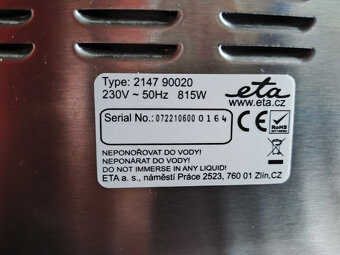 Type: 2147 90020
230V ~ 50Hz 815W
eta
www.eta.cz
Serial No.: 072210600 0164
CE
RoHS
NEPONOŘOVAT DO VODY!
NEPONÁRAT DO VODY!
DO NOT IMMERSE IN ANY LIQUID!
ETA a. s., náměstí Práce 2523, 760 01 Zlín,CZ